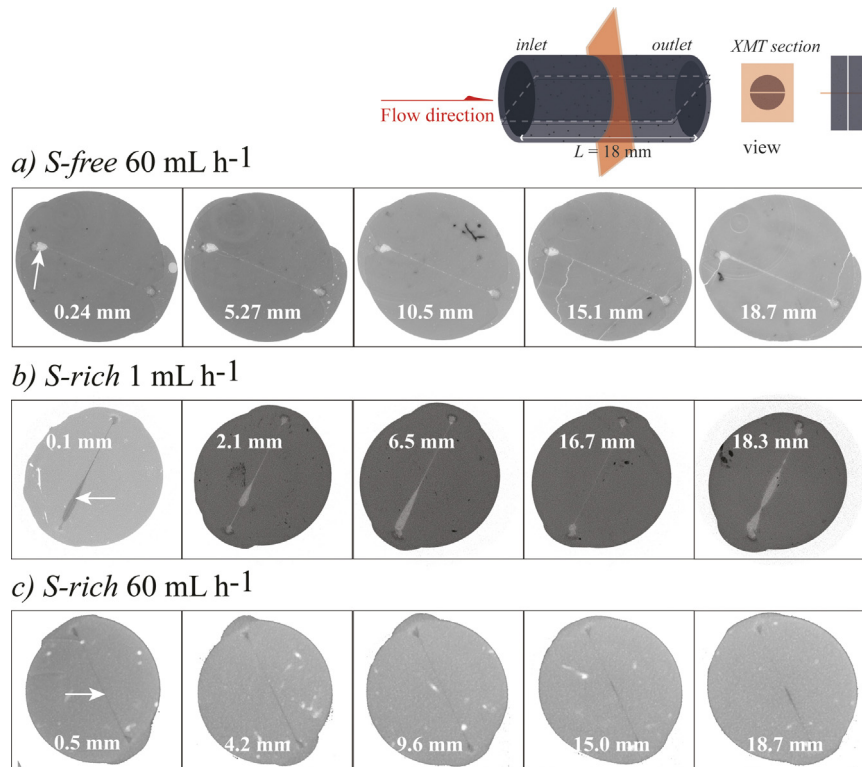 inlet
outlet
XMT section
Flow direction
L = 18 mm
view
a) S-free 60 mL h-1
0.24 mm
5.27 mm
10.5 mm
15.1 mm
18.7 mm
b) S-rich 1 mL h-1
0.1 mm
2.1 mm
6.5 mm
16.7 mm
18.3 mm
c) S-rich 60 mL h-1
0.5 mm
4.2 mm
9.6 mm
15.0 mm
18.7 mm